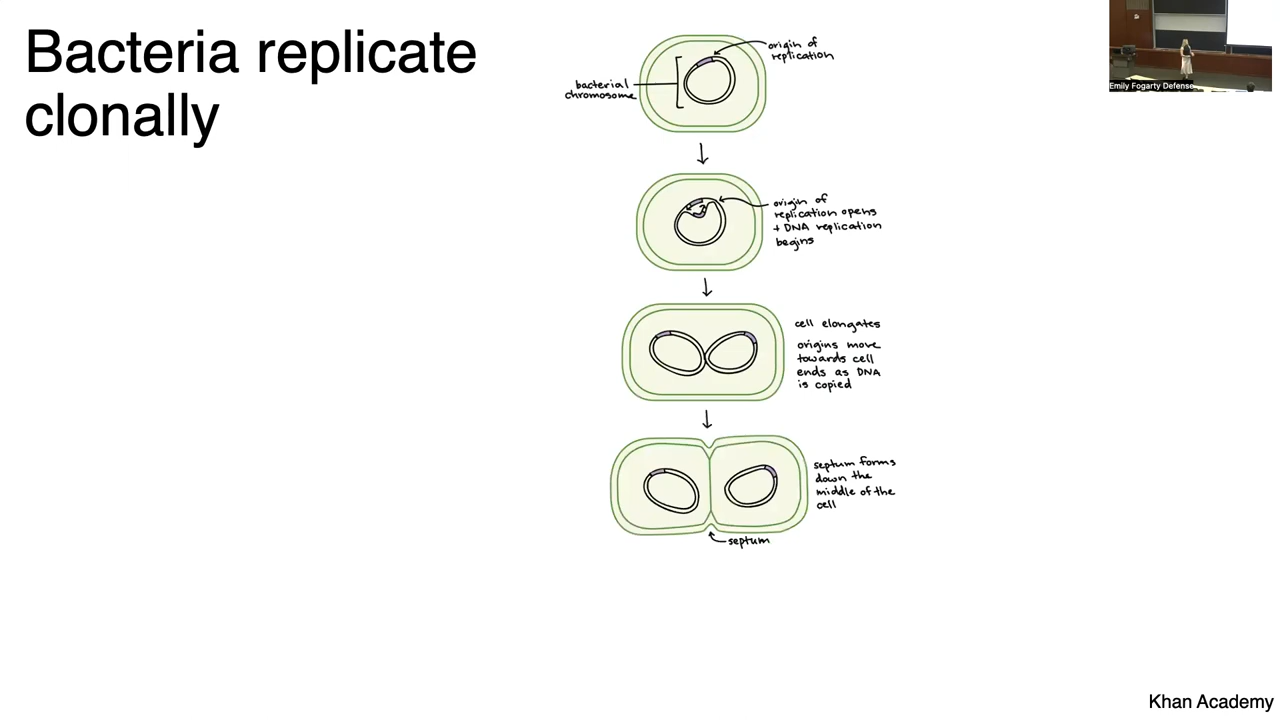 Bacteria replicate
clonally
origin of
replication
bacterial
chromosome
origin of
replication opens
+ DNA replication
begins
cell elongates
origins move
towards cell
ends as DNA
is copied
septum forms
down the
middle of the
cell
septum
Emily Fogarty Defense
Khan Academy